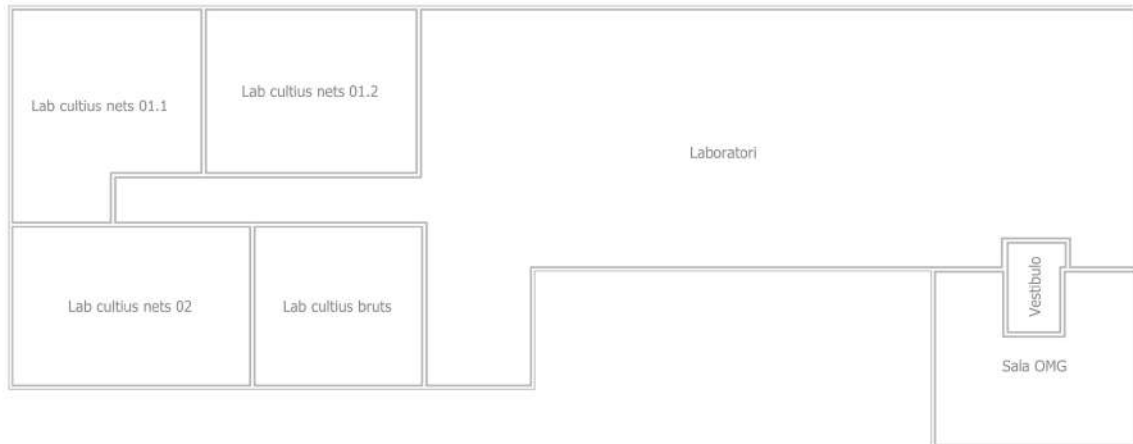 Lab cultius nets 01.1
Lab cultius nets 01.2
Laboratori
Lab cultius nets 02
Lab cultius bruts
Vestibulo
Sala OMG